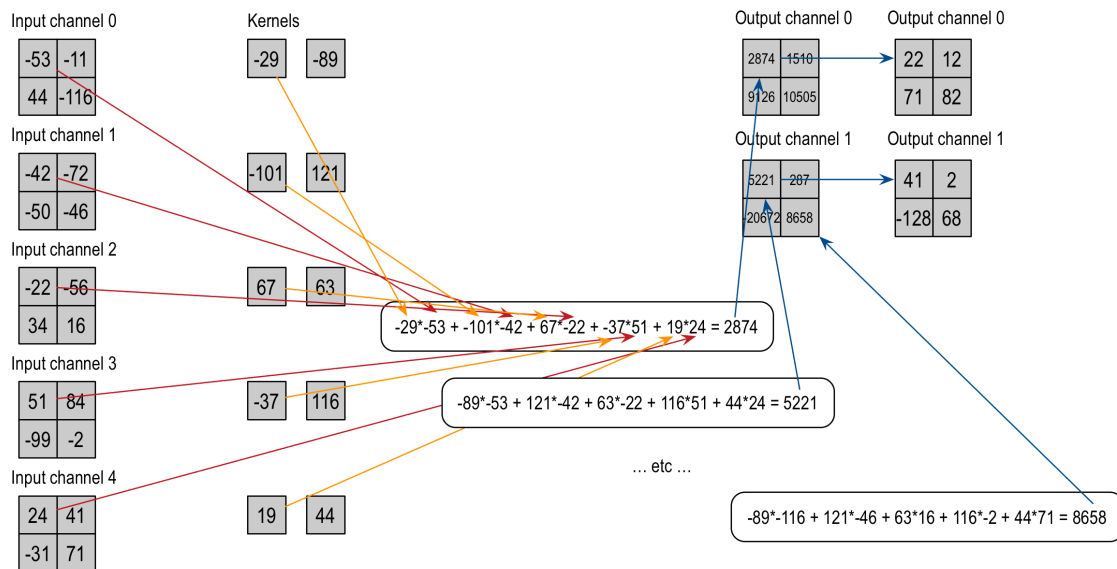 Input channel 0
Kernels
Output channel 0
Output channel 0
-53 -11
-29 -89
2874 1510
22 12
44 -116
9126 10505
71 82
Input channel 1
Output channel 1
Output channel 1
-42 -72
-101 121
5221 287
41 2
-50 -46
-20672 8658
-128 68
Input channel 2
-22 -56
67 63
34 16
-29*-53 + -101*-42 + 67*-22 + -37*51 + 19*24 = 2874
Input channel 3
51 84
-37 116
-89*-53 + 121*-42 + 63*-22 + 116*51 + 44*24 = 5221
-99 -2
... etc ...
Input channel 4
24 41
19 44
-89*-116 + 121*-46 + 63*16 + 116*-2 + 44*71 = 8658
-31 71